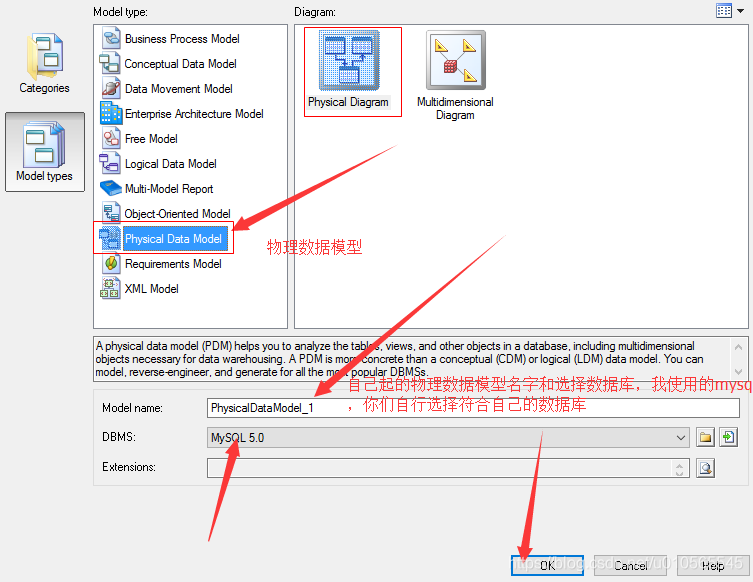 Model type:
Diagram:
Categories
Model types
Business Process Model
Conceptual Data Model
Data Movement Model
Enterprise Architecture Model
Free Model
Logical Data Model
Multi-Model Report
Object-Oriented Model
Physical Data Model
Requirements Model
XML Model
Physical Diagram
Multidimensional
Diagram
物理数据模型
A physical data model (PDM) helps you to analyze the tables, views, and other objects in a database, including multidimensional
objects necessary for data warehousing. A PDM is more concrete than a conceptual (CDM) or logical (LDM) data model. You can
model, reverse-engineer, and generate for all the most popular DBMSs.
自己起的物理数据模型名字和选择数据库，我使用的mysq
，你们自行选择符合自己的数据库
Model name:
PhysicalDataModel_1
DBMS:
MySQL 5.0
Extensions:
OK
Cancel
Help